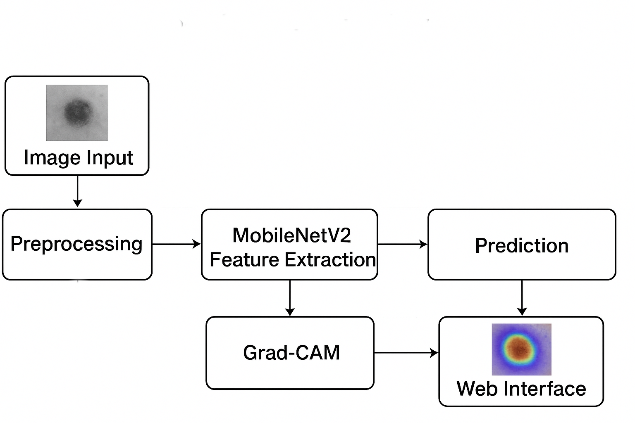 Image Input
Preprocessing
MobileNetV2
Feature Extraction
Prediction
Grad-CAM
Web Interface